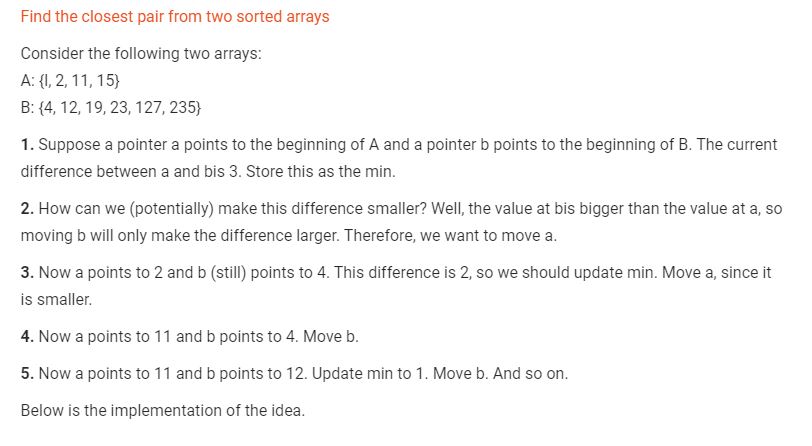 Find the closest pair from two sorted arrays
Consider the following two arrays:
A: {l, 2, 11, 15}
B: {4, 12, 19, 23, 127, 235}
1. Suppose a pointer a points to the beginning of A and a pointer b points to the beginning of B. The current
difference between a and bis 3. Store this as the min.
2. How can we (potentially) make this difference smaller? Well, the value at bis bigger than the value at a, so
moving b will only make the difference larger. Therefore, we want to move a.
3. Now a points to 2 and b (still) points to 4. This difference is 2, so we should update min. Move a, since it
is smaller.
4. Now a points to 11 and b points to 4. Move b.
5. Now a points to 11 and b points to 12. Update min to 1. Move b. And so on.
Below is the implementation of the idea.